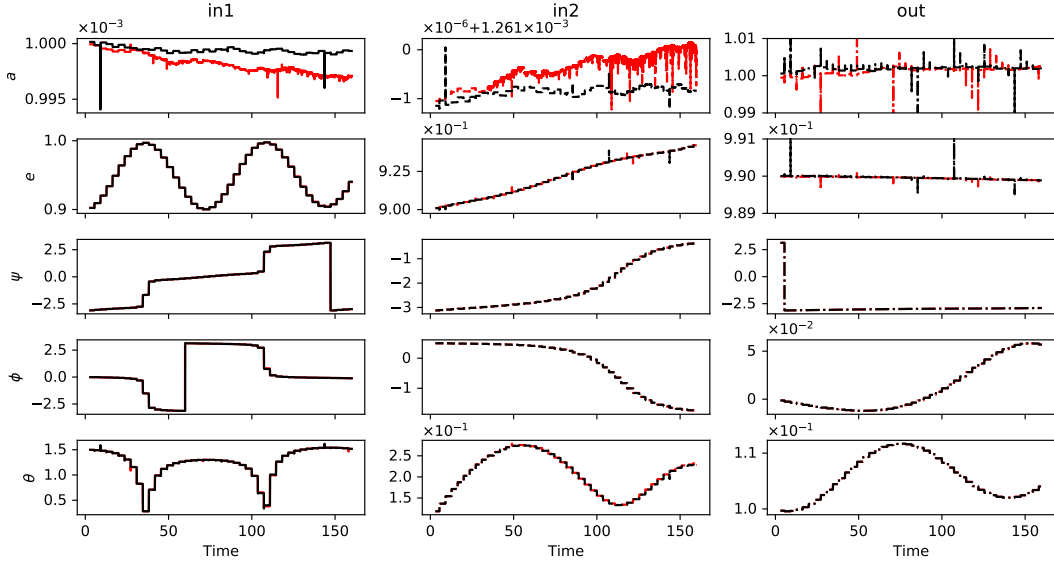 in1 in2 out
×10⁻³ ×10⁻⁶+1.261×10⁻³
a 1.000 0.995 0 −1 1.01 1.00 0.99
×10⁻¹ ×10⁻¹
e 1.0 0.9 9.25 9.00 9.91 9.90 9.89
ψ 2.5 0.0 −2.5 −1 −2 −3 2.5 0.0 −2.5
×10⁻²
ϕ 2.5 0.0 −2.5 0 −1 5 0
×10⁻¹ ×10⁻¹
θ 1.5 1.0 0.5 2.5 2.0 1.5 1.1 1.0
0 50 100 150 0 50 100 150 0 50 100 150
Time Time Time